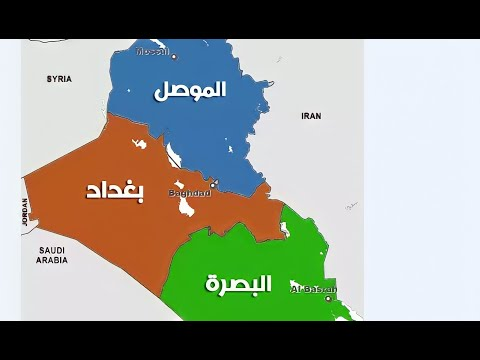 Mosul
SYRIA
الموصل
IRAN
بغداد
Baghdad
JORDAN
SAUDI
ARABIA
البصرة
Al Basrah